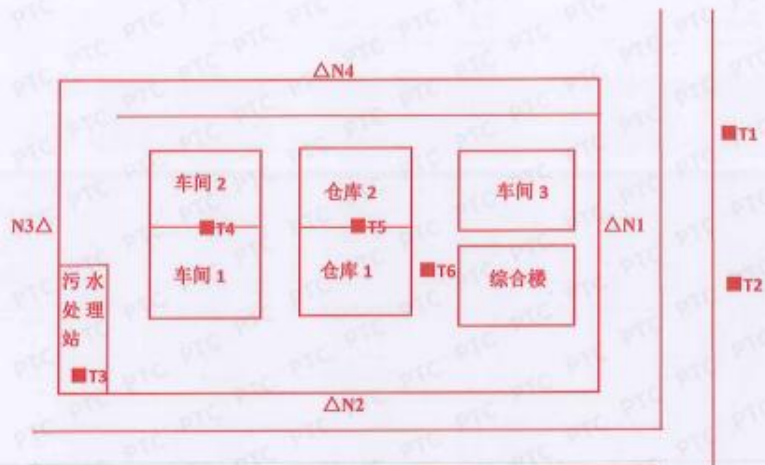 △N4
■T1
车间 2
仓库 2
车间 3
N3△
■T4
■T5
△N1
车间 1
仓库 1
■T6
综合楼
■T2
污 水
处 理
站
■T3
△N2
PTC